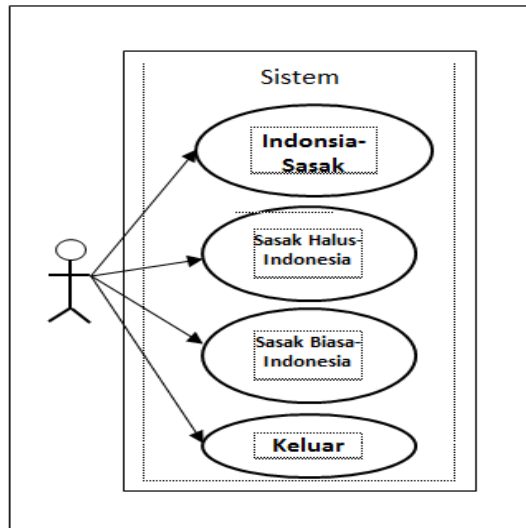 Sistem
Indonsia-
Sasak
Sasak Halus-
Indonesia
Sasak Biasa-
Indonesia
Keluar